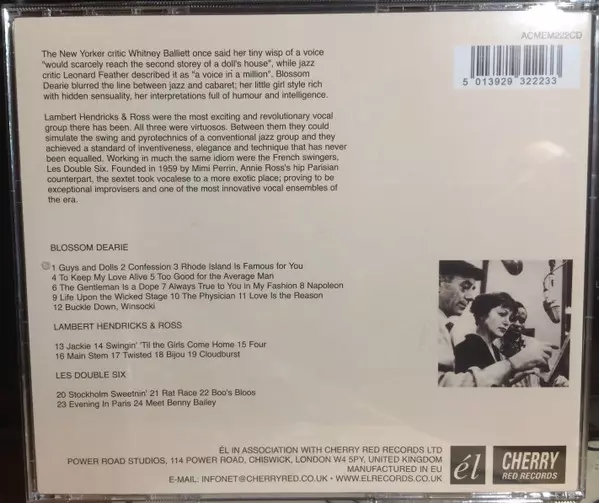 ACMEM222CD
The New Yorker critic Whitney Balliett once said her tiny wisp of a voice
"would scarcely reach the second storey of a doll's house", while jazz
critic Leonard Feather described it as "a voice in a million". Blossom
Dearie blurred the line between jazz and cabaret; her little girl style rich
with hidden sensuality, her interpretations full of humour and intelligence.
5 013929 322233
Lambert Hendricks & Ross were the most exciting and revolutionary vocal
group there has been. All three were virtuosos. Between them they could
simulate the swing and pyrotechnics of a conventional jazz group and they
achieved a standard of inventiveness, elegance and technique that has never
been equalled. Working in much the same idiom were the French swingers,
Les Double Six. Founded in 1959 by Mimi Perrin, Annie Ross's hip Parisian
counterpart, the sextet took vocalese to a more exotic place; proving to be
exceptional improvisers and one of the most innovative vocal ensembles of
the era.
BLOSSOM DEARIE
1 Guys and Dolls 2 Confession 3 Rhode Island Is Famous for You
4 To Keep My Love Alive 5 Too Good for the Average Man
6 The Gentleman Is a Dope 7 Always True to You in My Fashion 8 Napoleon
9 Life Upon the Wicked Stage 10 The Physician 11 Love Is the Reason
12 Buckle Down, Winsocki
LAMBERT HENDRICKS & ROSS
13 Jackie 14 Swingin' 'Til the Girls Come Home 15 Four
16 Main Stem 17 Twisted 18 Bijou 19 Cloudburst
LES DOUBLE SIX
20 Stockholm Sweetnin' 21 Rat Race 22 Boo's Bloos
23 Evening In Paris 24 Meet Benny Bailey
ÉL IN ASSOCIATION WITH CHERRY RED RECORDS LTD
POWER ROAD STUDIOS, 114 POWER ROAD, CHISWICK, LONDON W4 5PY, UNITED KINGDOM
MANUFACTURED IN EU
E-MAIL: INFONET@CHERRYRED.CO.UK • WWW.ELRECORDS.CO.UK
él
CHERRY
RED RECORDS